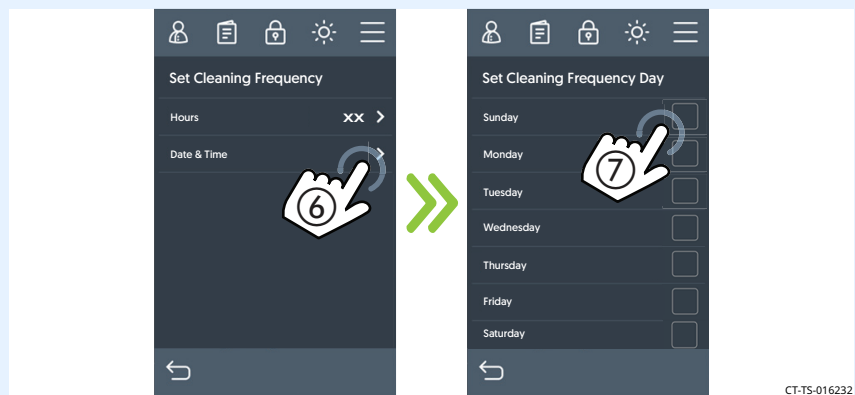 Set Cleaning Frequency
Hours xx
Date & Time
6
Set Cleaning Frequency Day
Sunday
Monday
7
Tuesday
Wednesday
Thursday
Friday
Saturday
CT-TS-016232